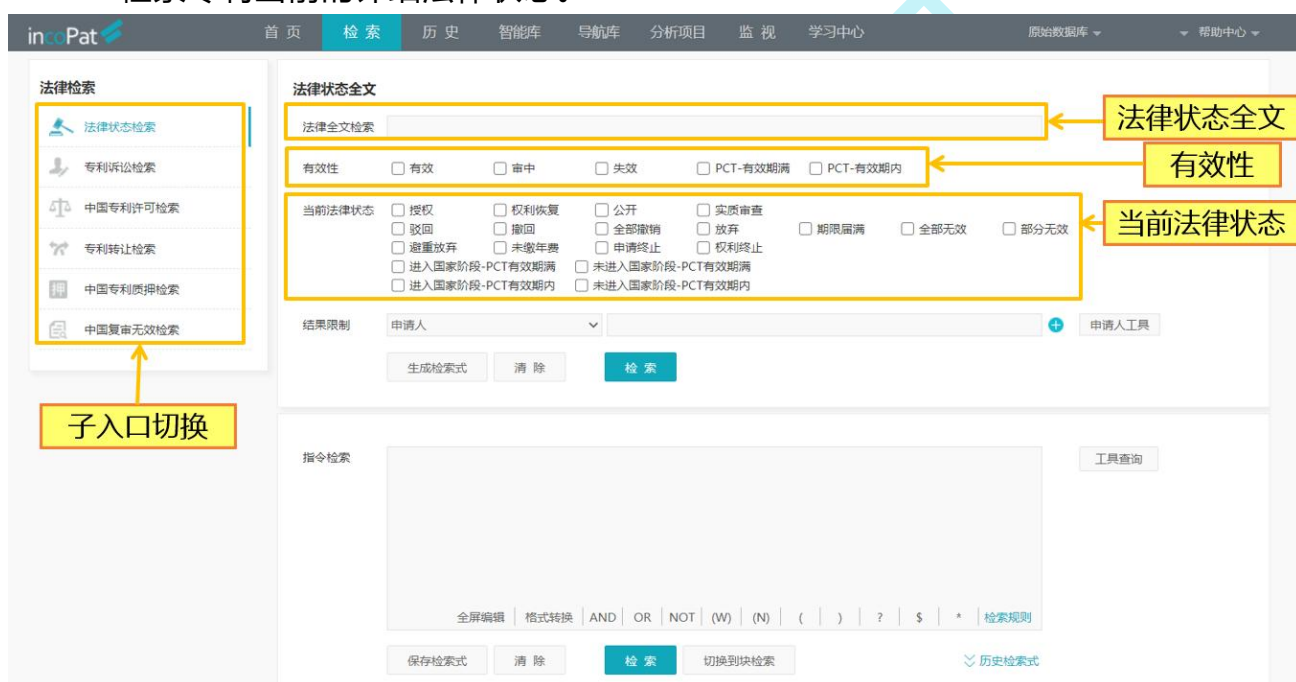 检索专利当前的详细法律状态。
incoPat 首 页 检 索 历 史 智能库 导航库 分析项目 监 视 学习中心 原始数据库 帮助中心
法律检索
法律状态检索
专利诉讼检索
中国专利许可检索
专利转让检索
中国专利质押检索
中国复审无效检索
子入口切换
法律状态全文
法律全文检索
法律状态全文
有效性 有效 审中 失效 PCT-有效期满 PCT-有效期内
有效性
当前法律状态 授权 权利恢复 公开 实质审查
驳回 撤回 全部撤销 放弃 期限届满 全部无效 部分无效
避重放弃 未缴年费 申请终止 权利终止
进入国家阶段-PCT有效期满 未进入国家阶段-PCT有效期满
进入国家阶段-PCT有效期内 未进入国家阶段-PCT有效期内
当前法律状态
结果限制 申请人 申请人工具
生成检索式 清 除 检 索
指令检索 工具查询
全屏编辑 格式转换 AND OR NOT (W) (N) ( ) ? $ * 检索规则
保存检索式 清 除 检 索 切换到块检索 历史检索式